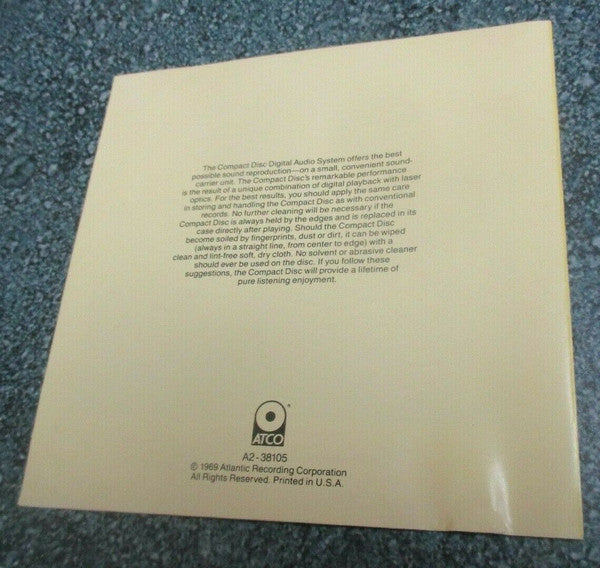 The Compact Disc Digital Audio System offers the best
possible sound reproduction—on a small, convenient sound-
carrier unit. The Compact Disc's remarkable performance
is the result of a unique combination of digital playback with laser
optics. For the best results, you should apply the same care
in storing and handling the Compact Disc as with conventional
records. No further cleaning will be necessary if the
Compact Disc is always held by the edges and is replaced in its
case directly after playing. Should the Compact Disc
become soiled by fingerprints, dust or dirt, it can be wiped
(always in a straight line, from center to edge) with a
clean and lint-free soft, dry cloth. No solvent or abrasive cleaner
should ever be used on the disc. If you follow these
suggestions, the Compact Disc will provide a lifetime of
pure listening enjoyment.
ATCO
A2-38105
© 1969 Atlantic Recording Corporation
All Rights Reserved. Printed in U.S.A.